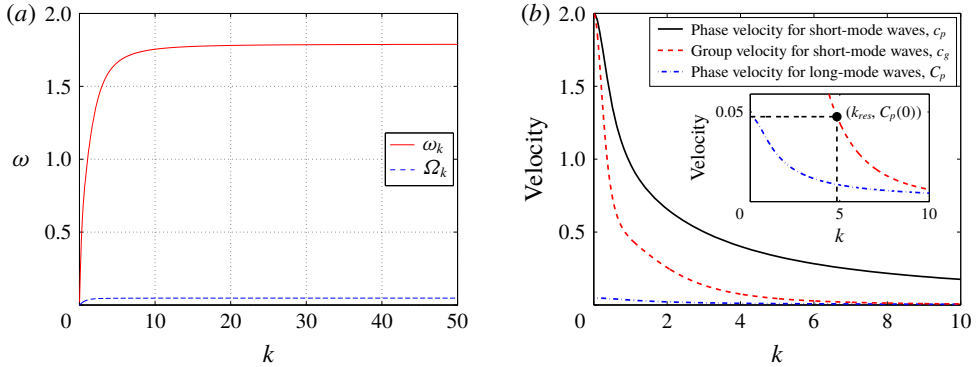 (a)
2.0
1.5
1.0
0.5
ω
ω_k
Ω_k
0
10
20
30
40
50
k
(b)
2.0
1.5
1.0
0.5
Velocity
Phase velocity for short-mode waves, c_p
Group velocity for short-mode waves, c_g
Phase velocity for long-mode waves, C_p
0.05
(k_res, C_p(0))
Velocity
0
5
10
k
0
2
4
6
8
10
k